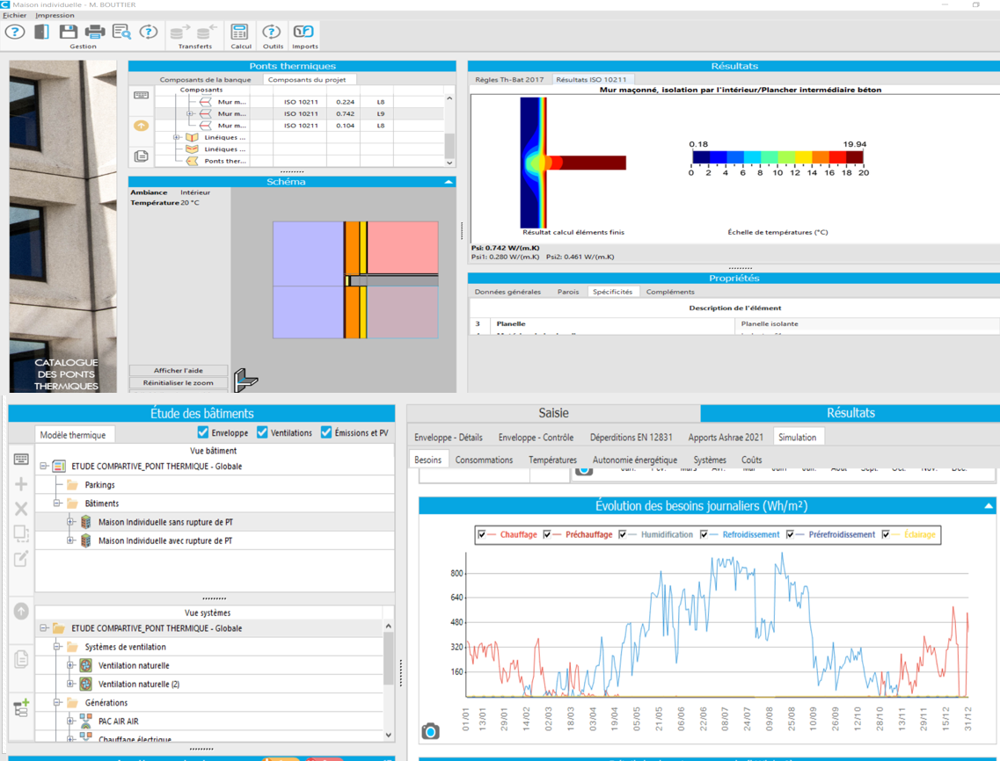 Maison individuelle - M. BOUTTIER
Fichier Impression
Gestion
Transferts
Calcul
Outils
Imports
CATALOGUE
DES PONTS
THERMIQUES
Ponts thermiques
Composants de la banque Composants du projet
Composants
Mur m... ISO 10211 0.224 L8
Mur m... ISO 10211 0.742 L9
Mur m... ISO 10211 0.104 L8
Linéiques ...
Linéiques ...
Ponts ther...
Schéma
Ambiance Intérieur
Température 20 °C
Afficher l'aide
Réinitialiser le zoom
Résultats
Règles Th-Bat 2017 Résultats ISO 10211
Mur maçonné, isolation par l'intérieur/Plancher intermédiaire béton
0.18 19.94
0 2 4 6 8 10 12 14 16 18 20
Résultat calcul éléments finis
Échelle de températures (°C)
Psi: 0.742 W/(m.K)
Psi1: 0.280 W/(m.K) Psi2: 0.461 W/(m.K)
Propriétés
Données générales Parois Spécificités Compléments
Description de l'élément
3 Planelle Planelle isolante
Étude des bâtiments
Modèle thermique Enveloppe Ventilations Émissions et PV
Vue bâtiment
ETUDE COMPARTIVE_PONT THERMIQUE - Globale
Parkings
Bâtiments
Maison Individuelle sans rupture de PT
Maison Individuelle avec rupture de PT
Vue systèmes
ETUDE COMPARTIVE_PONT THERMIQUE - Globale
Systèmes de ventilation
Ventilation naturelle
Ventilation naturelle (2)
Générations
PAC AIR AIR
Chauffage électrique
Saisie Résultats
Enveloppe - Détails Enveloppe - Contrôle Déperditions EN 12831 Apports Ashrae 2021 Simulation
Besoins Consommations Températures Autonomie énergétique Systèmes Coûts
Jan. Fév. Mars Avr. Mai Juin Juil. Août Sept. Oct. Nov. Déc.
Évolution des besoins journaliers (Wh/m²)
Chauffage Préchauffage Humidification Refroidissement Prérefroidissement Éclairage
800
640
480
320
160
01/01 13/01 29/01 14/02 02/03 18/03 03/04 19/04 05/05 21/05 06/06 22/06 08/07 24/07 09/08 25/08 10/09 26/09 12/10 28/10 13/11 29/11 15/12 31/12